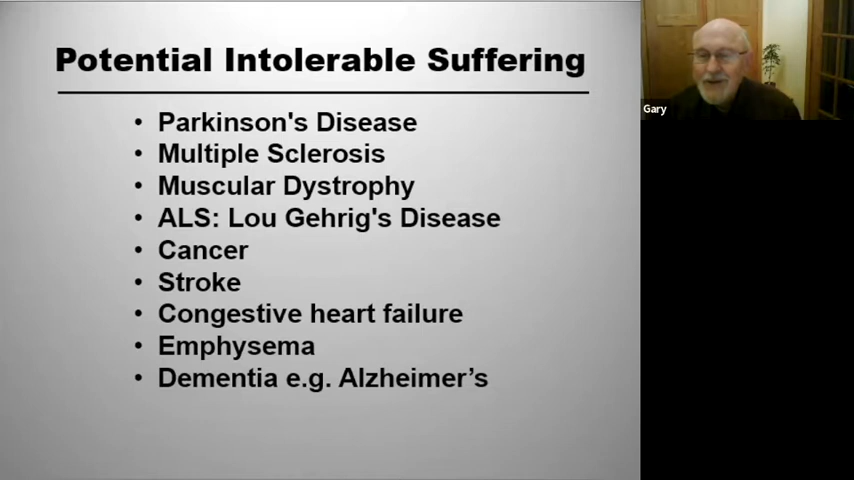 Potential Intolerable Suffering
• Parkinson's Disease
• Multiple Sclerosis
• Muscular Dystrophy
• ALS: Lou Gehrig's Disease
• Cancer
• Stroke
• Congestive heart failure
• Emphysema
• Dementia e.g. Alzheimer’s
Gary